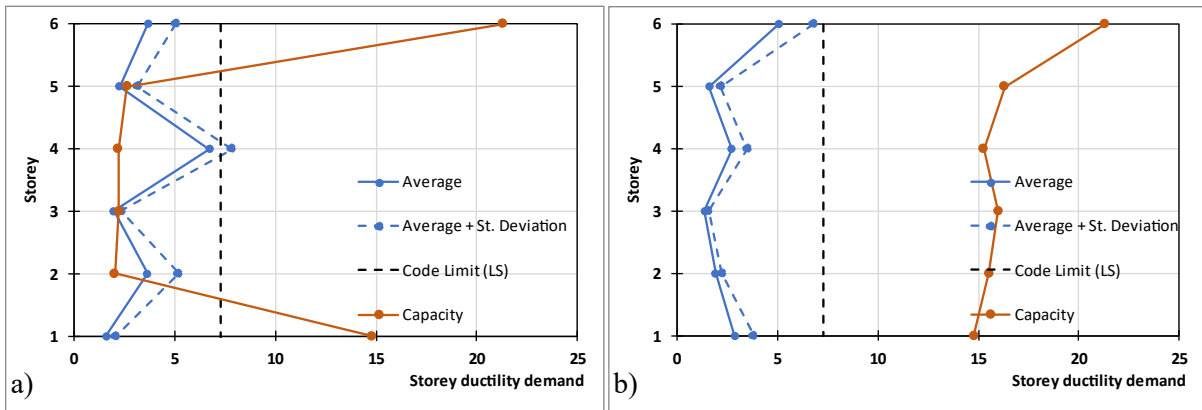 6
5
4
3
2
1
Storey
Average
Average + St. Deviation
Code Limit (LS)
Capacity
0 5 10 15 20 25
Storey ductility demand
a)
6
5
4
3
2
1
Storey
Average
Average + St. Deviation
Code Limit (LS)
Capacity
0 5 10 15 20 25
Storey ductility demand
b)